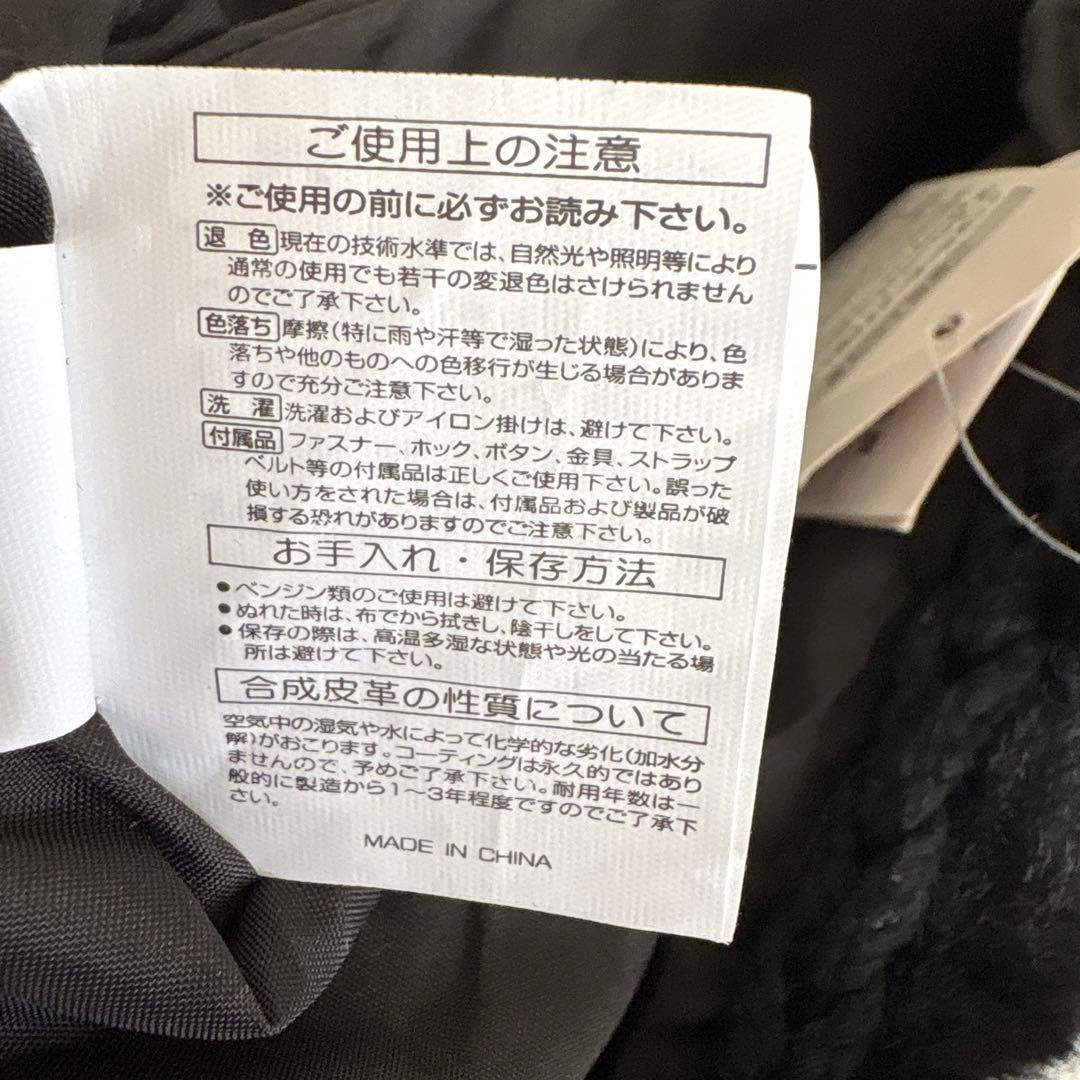 ご使用上の注意
※ご使用の前に必ずお読み下さい。
退 色 現在の技術水準では、自然光や照明等により
通常の使用でも若干の変退色はさけられません
のでご了承下さい。
色落ち 摩擦(特に雨や汗等で湿った状態)により、色
落ちや他のものへの色移行が生じる場合がありま
すので充分ご注意下さい。
洗 濯 洗濯およびアイロン掛けは、避けて下さい。
付属品 ファスナー、ホック、ボタン、金具、ストラップ
ベルト等の付属品は正しくご使用下さい。誤った
使い方をされた場合は、付属品および製品が破
損する恐れがありますのでご注意下さい。
お手入れ・保存方法
●ベンジン類のご使用は避けて下さい。
●ぬれた時は、布でから拭きし、陰干しをして下さい。
●保存の際は、高温多湿な状態や光の当たる場
所は避けて下さい。
合成皮革の性質について
空気中の湿気や水によって化学的な劣化(加水分
解)がおこります。コーティングは永久的ではあり
ませんので、予めご了承下さい。耐用年数は一
般的に製造から1~3年程度ですのでご了承下
さい。
MADE IN CHINA